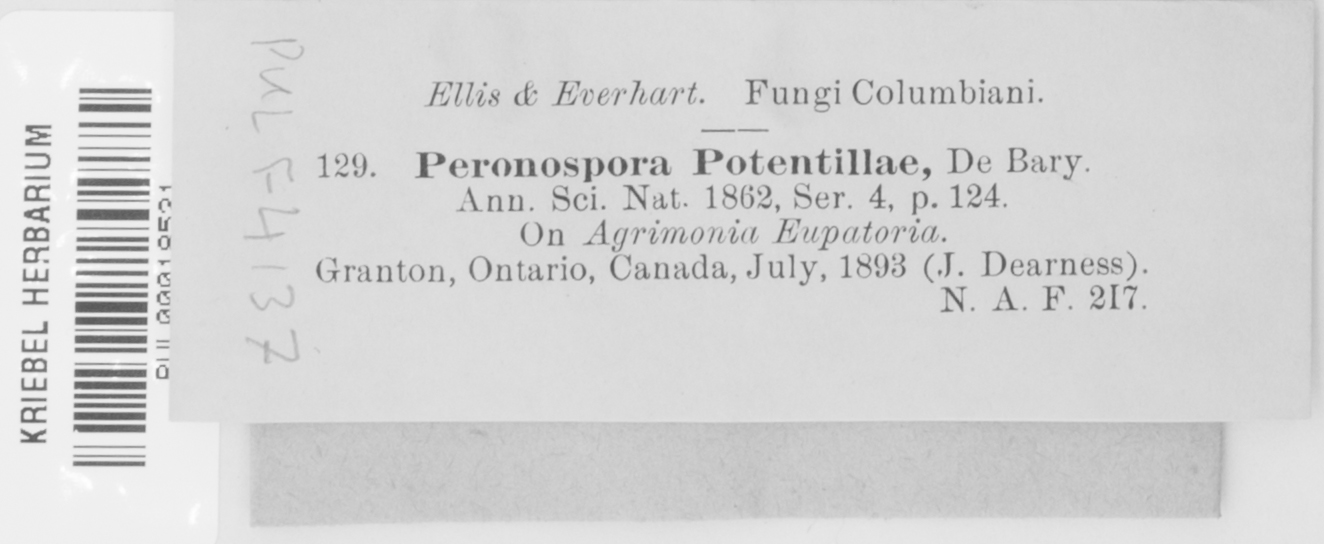 Ellis & Everhart. Fungi Columbiani.
129. Peronospora Potentillae, De Bary.
Ann. Sci. Nat. 1862, Ser. 4, p. 124.
On Agrimonia Eupatoria.
Granton, Ontario, Canada, July, 1893 (J. Dearness).
N. A. F. 217.
PUL F4137
KRIEBEL HERBARIUM